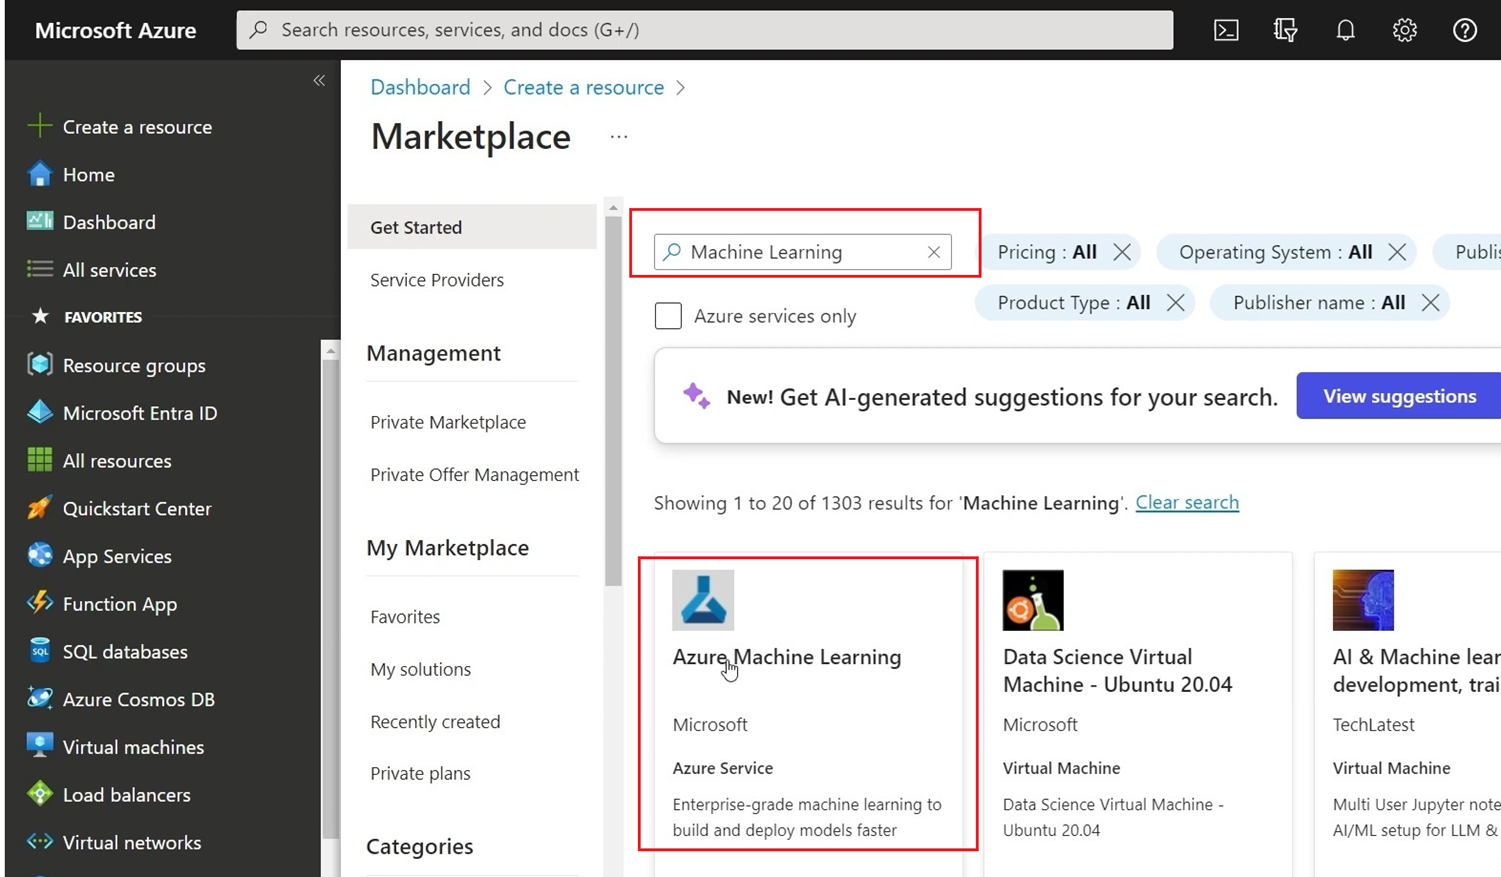 Microsoft Azure
Search resources, services, and docs (G+/)
Create a resource
Home
Dashboard
All services
FAVORITES
Resource groups
Microsoft Entra ID
All resources
Quickstart Center
App Services
Function App
SQL
SQL databases
Azure Cosmos DB
Virtual machines
Load balancers
Virtual networks
Dashboard > Create a resource >
Marketplace ...
Get Started
Service Providers
Management
Private Marketplace
Private Offer Management
My Marketplace
Favorites
My solutions
Recently created
Private plans
Categories
Machine Learning
Pricing : All
Operating System : All
Publis
Azure services only
Product Type : All
Publisher name : All
New! Get AI-generated suggestions for your search.
View suggestions
Showing 1 to 20 of 1303 results for 'Machine Learning'. Clear search
Azure Machine Learning
Microsoft
Azure Service
Enterprise-grade machine learning to
build and deploy models faster
Data Science Virtual
Machine - Ubuntu 20.04
Microsoft
Virtual Machine
Data Science Virtual Machine -
Ubuntu 20.04
AI & Machine lear
development, trai
TechLatest
Virtual Machine
Multi User Jupyter note
AI/ML setup for LLM &